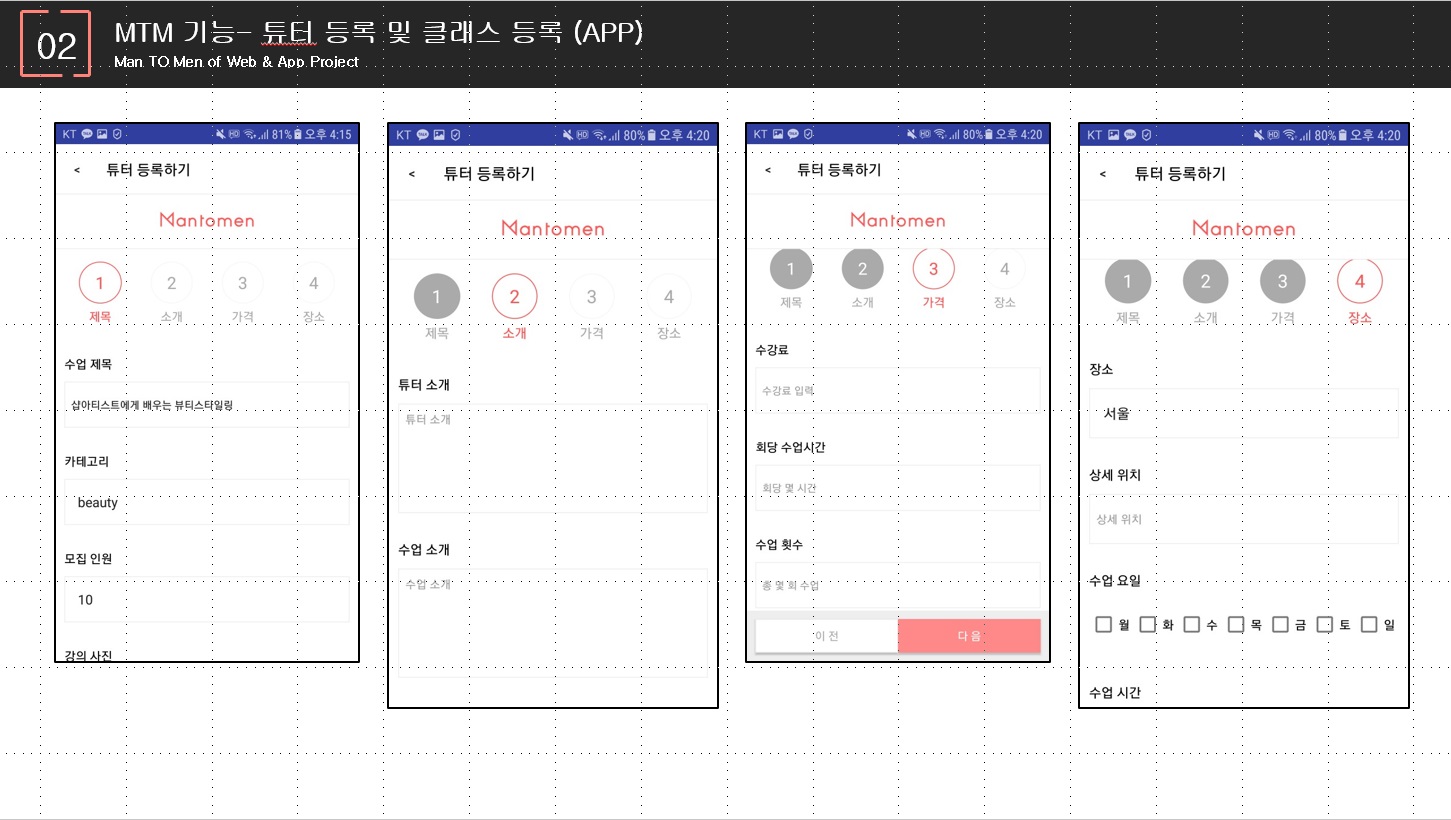 02
MTM 기능- 튜터 등록 및 클래스 등록 (APP)
Man TO Men of Web & App Project
KT 81% 오후 4:15
< 튜터 등록하기
Mantomen
1 2 3 4
제목 소개 가격 장소
수업 제목
샵아티스트에게 배우는 뷰티스타일링
카테고리
beauty
모집 인원
10
강의 사진
KT 80% 오후 4:20
< 튜터 등록하기
Mantomen
1 2 3 4
제목 소개 가격 장소
튜터 소개
튜터 소개
수업 소개
수업 소개
KT 80% 오후 4:20
< 튜터 등록하기
Mantomen
1 2 3 4
제목 소개 가격 장소
수강료
수강료 입력
회당 수업시간
회당 몇 시간
수업 횟수
총 몇 회 수업
이전 다음
KT 80% 오후 4:20
< 튜터 등록하기
Mantomen
1 2 3 4
제목 소개 가격 장소
장소
서울
상세 위치
상세 위치
수업 요일
월 화 수 목 금 토 일
수업 시간